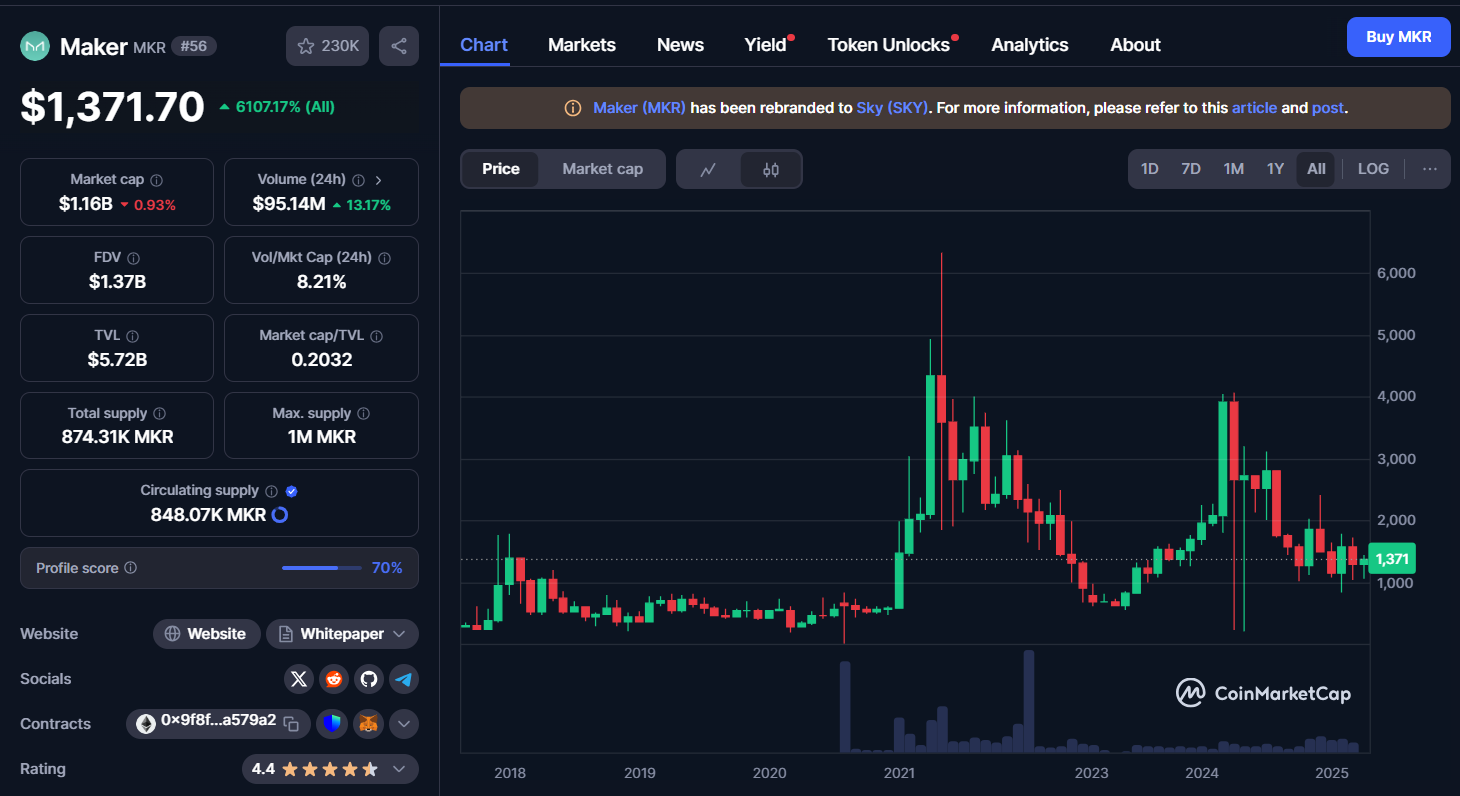 Maker MKR #56 230K
$1,371.70 6107.17% (All)
Market cap
$1.16B 0.93%
Volume (24h)
$95.14M 13.17%
FDV
$1.37B
Vol/Mkt Cap (24h)
8.21%
TVL
$5.72B
Market cap/TVL
0.2032
Total supply
874.31K MKR
Max. supply
1M MKR
Circulating supply
848.07K MKR
Profile score 70%
Website Website Whitepaper
Socials
Contracts 0x9f8f...a579a2
Rating 4.4
Chart Markets News Yield Token Unlocks Analytics About Buy MKR
Maker (MKR) has been rebranded to Sky (SKY). For more information, please refer to this article and post.
Price Market cap 1D 7D 1M 1Y All LOG ...
6,000
5,000
4,000
3,000
2,000
1,371
1,000
CoinMarketCap
2018 2019 2020 2021 2023 2024 2025